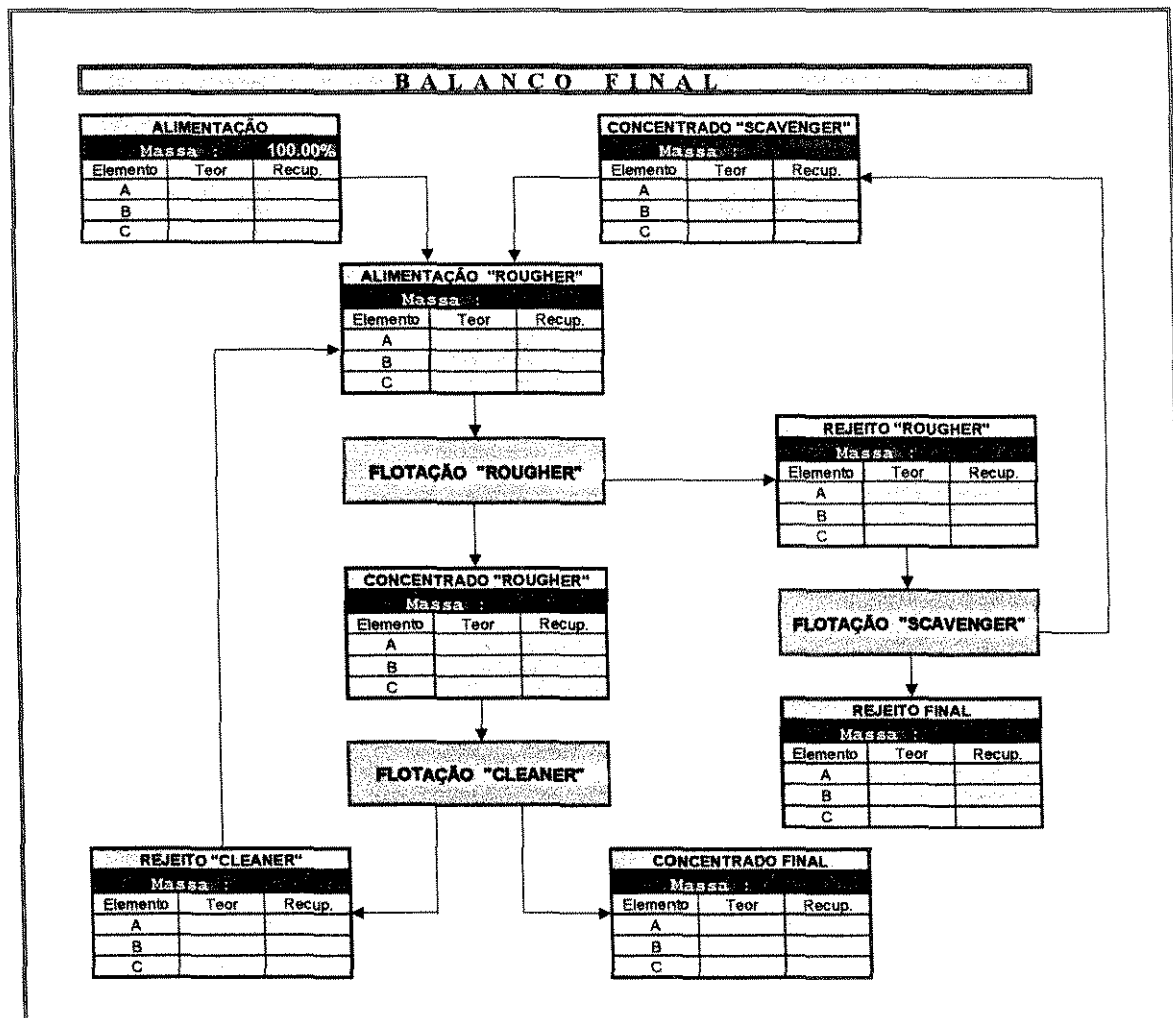 BALANÇO FINAL
ALIMENTAÇÃO
Massa : 100.00%
Elemento Teor Recup.
A
B
C
CONCENTRADO "SCAVENGER"
Massa :
Elemento Teor Recup.
A
B
C
ALIMENTAÇÃO "ROUGHER"
Massa :
Elemento Teor Recup.
A
B
C
FLOTAÇÃO "ROUGHER"
REJEITO "ROUGHER"
Massa :
Elemento Teor Recup.
A
B
C
CONCENTRADO "ROUGHER"
Massa :
Elemento Teor Recup.
A
B
C
FLOTAÇÃO "SCAVENGER"
REJEITO FINAL
Massa :
Elemento Teor Recup.
A
B
C
FLOTAÇÃO "CLEANER"
REJEITO "CLEANER"
Massa :
Elemento Teor Recup.
A
B
C
CONCENTRADO FINAL
Massa :
Elemento Teor Recup.
A
B
C